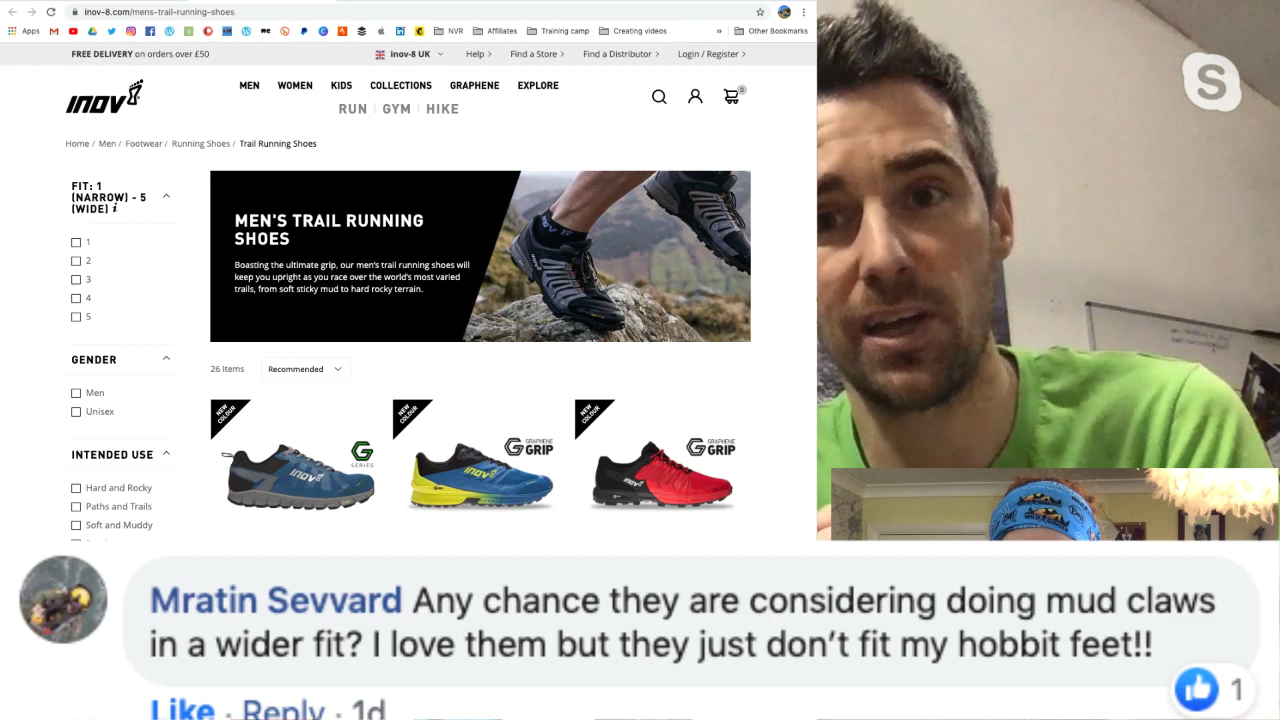 inov-8.com/mens-trail-running-shoes
Apps NVR Affiliates Training camp Creating videos » Other Bookmarks
FREE DELIVERY on orders over £50 inov-8 UK Help Find a Store Find a Distributor Login / Register
INOV8 MEN WOMEN KIDS COLLECTIONS GRAPHENE EXPLORE 0
RUN | GYM | HIKE
Home / Men / Footwear / Running Shoes / Trail Running Shoes
FIT: 1
(NARROW) - 5
(WIDE) i
1
2
3
4
5
GENDER
Men
Unisex
INTENDED USE
Hard and Rocky
Paths and Trails
Soft and Muddy
MEN'S TRAIL RUNNING
SHOES
Boasting the ultimate grip, our men's trail running shoes will
keep you upright as you race over the world's most varied
trails, from soft sticky mud to hard rocky terrain.
26 Items Recommended
NEW COLOUR
G SERIES
NEW COLOUR
GRAPHENE
GRIP
NEW COLOUR
GRAPHENE
GRIP
S
Mratin Sevvard Any chance they are considering doing mud claws
in a wider fit? I love them but they just don't fit my hobbit feet!!
Like · Reply · 1d
1